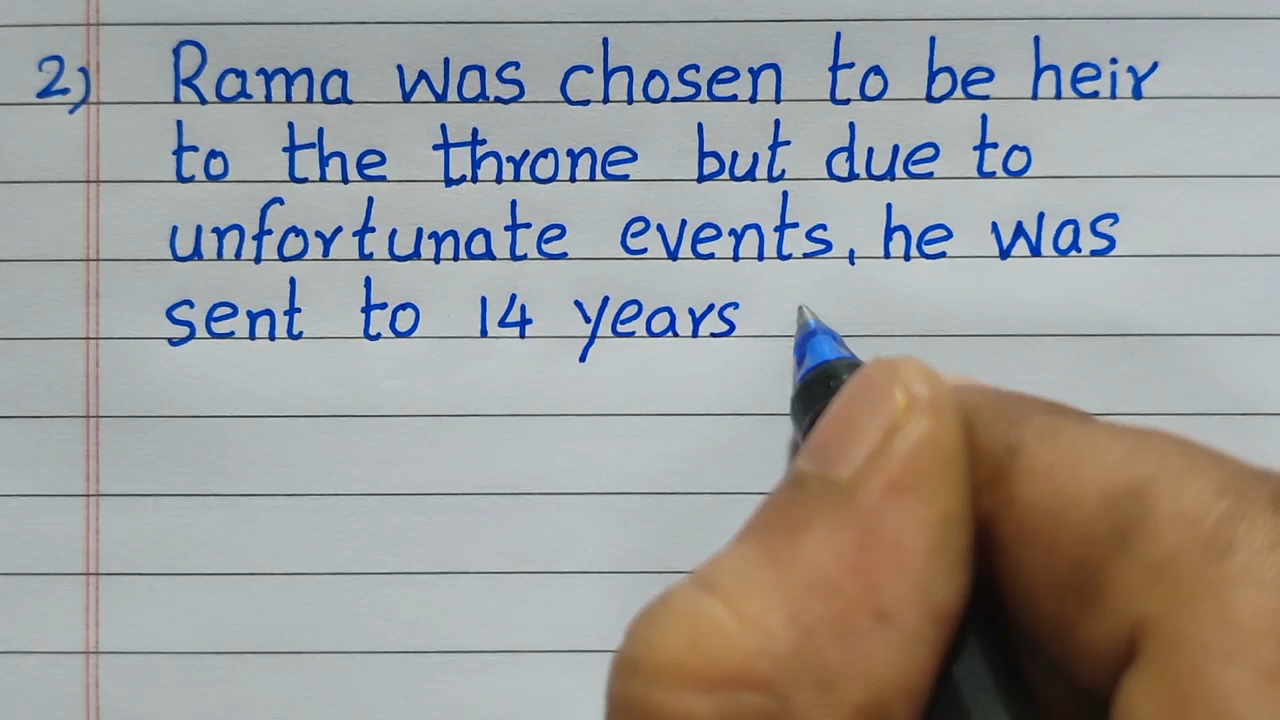 2) Rama was chosen to be heir
to the throne but due to
unfortunate events, he was
sent to 14 years